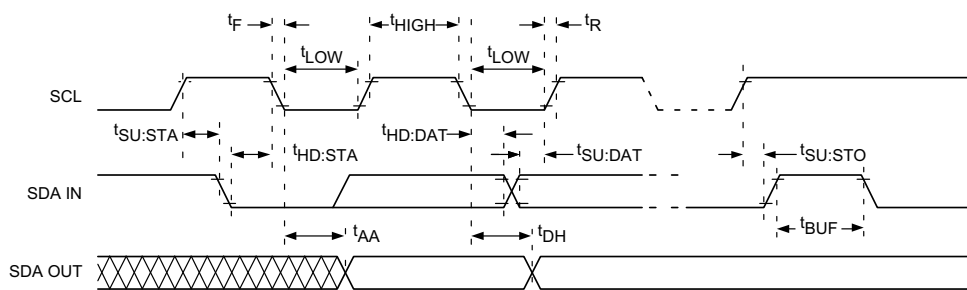 tF
tHIGH
tR
tLOW
tLOW
SCL
tSU:STA
tHD:STA
tHD:DAT
tSU:DAT
tSU:STO
SDA IN
tBUF
tAA
tDH
SDA OUT